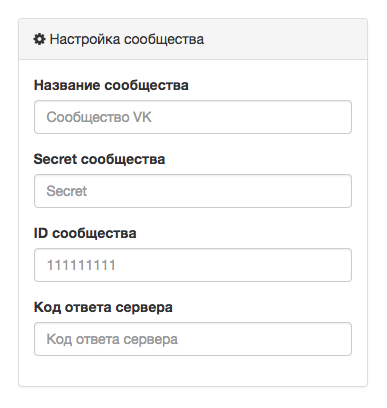 Настройка сообщества
Название сообщества
Сообщество VK
Secret сообщества
Secret
ID сообщества
111111111
Код ответа сервера
Код ответа сервера